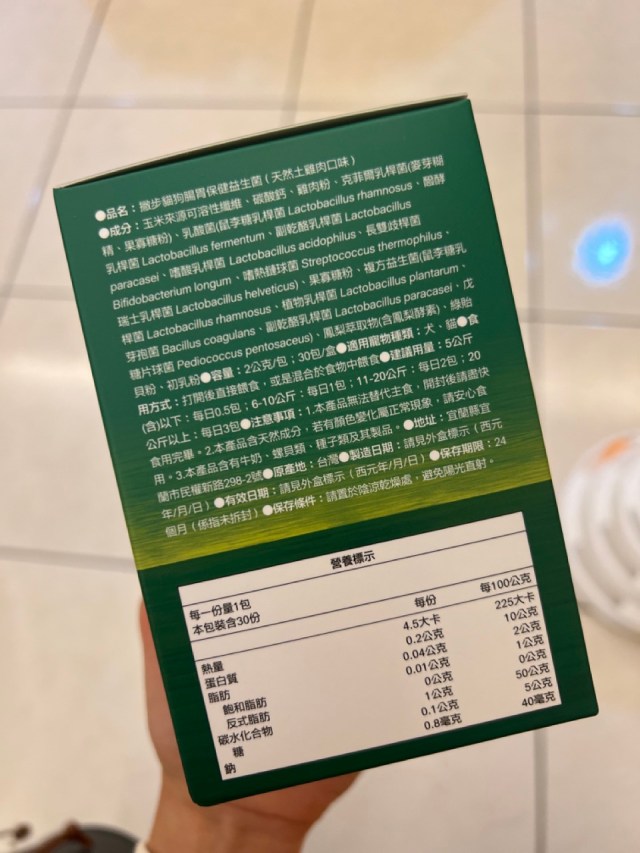 ●品名：撇步貓狗腸胃保健益生菌(天然土雞肉口味)
●成分：玉米來源可溶性纖維、碳酸鈣、雞肉粉、克菲爾乳桿菌(麥芽糊
精、果寡糖粉)、乳酸菌(鼠李糖乳桿菌 Lactobacillus rhamnosus、醱酵
乳桿菌 Lactobacillus fermentum、副乾酪乳桿菌 Lactobacillus
paracasei、嗜酸乳桿菌 Lactobacillus acidophilus、長雙歧桿菌
Bifidobacterium longum、嗜熱鏈球菌 Streptococcus thermophilus、
瑞士乳桿菌 Lactobacillus helveticus)、果寡糖粉、複方益生菌(鼠李糖乳
桿菌 Lactobacillus rhamnosus、植物乳桿菌 Lactobacillus plantarum、
芽孢菌 Bacillus coagulans、副乾酪乳桿菌 Lactobacillus paracasei、戊
糖片球菌 Pediococcus pentosaceus)、鳳梨萃取物(含鳳梨酵素)、綠胎
貝粉、初乳粉●容量：2公克/包；30包/盒●適用寵物種類：犬、貓●食
用方式：打開後直接餵食，或是混合於食物中餵食●建議用量：5公斤
(含)以下：每日0.5包；6-10公斤：每日1包；11-20公斤：每日2包；20
公斤以上：每日3包●注意事項：1.本產品無法替代主食，開封後請盡快
食用完畢。2.本產品含天然成分，若有顏色變化屬正常現象，請安心食
用。3.本產品含有牛奶、螺貝類、種子類及其製品。●地址：宜蘭縣宜
蘭市民權新路298-2號●原產地：台灣●製造日期：請見外盒標示（西元
年/月/日）●有效日期：請見外盒標示（西元年/月/日）●保存期限：24
個月（係指未拆封）●保存條件：請置於陰涼乾燥處，避免陽光直射。
營養標示
每一份量1包
本包裝含30份
每份 每100公克
熱量 4.5大卡 225大卡
蛋白質 0.2公克 10公克
脂肪 0.04公克 2公克
飽和脂肪 0.01公克 1公克
反式脂肪 0公克 0公克
碳水化合物 1公克 50公克
糖 0.1公克 5公克
鈉 0.8毫克 40毫克